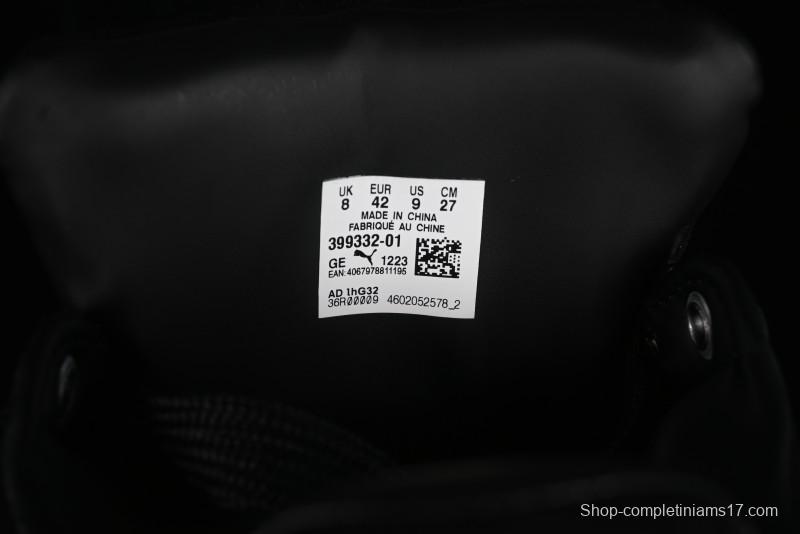 UK EUR US CM
8 42 9 27
MADE IN CHINA
FABRIQUÉ AU CHINE
399332-01
GE 1223
EAN:4067978811195
AD 1hG32
36R00009 4602052578_2
Shop-completiniams17.com